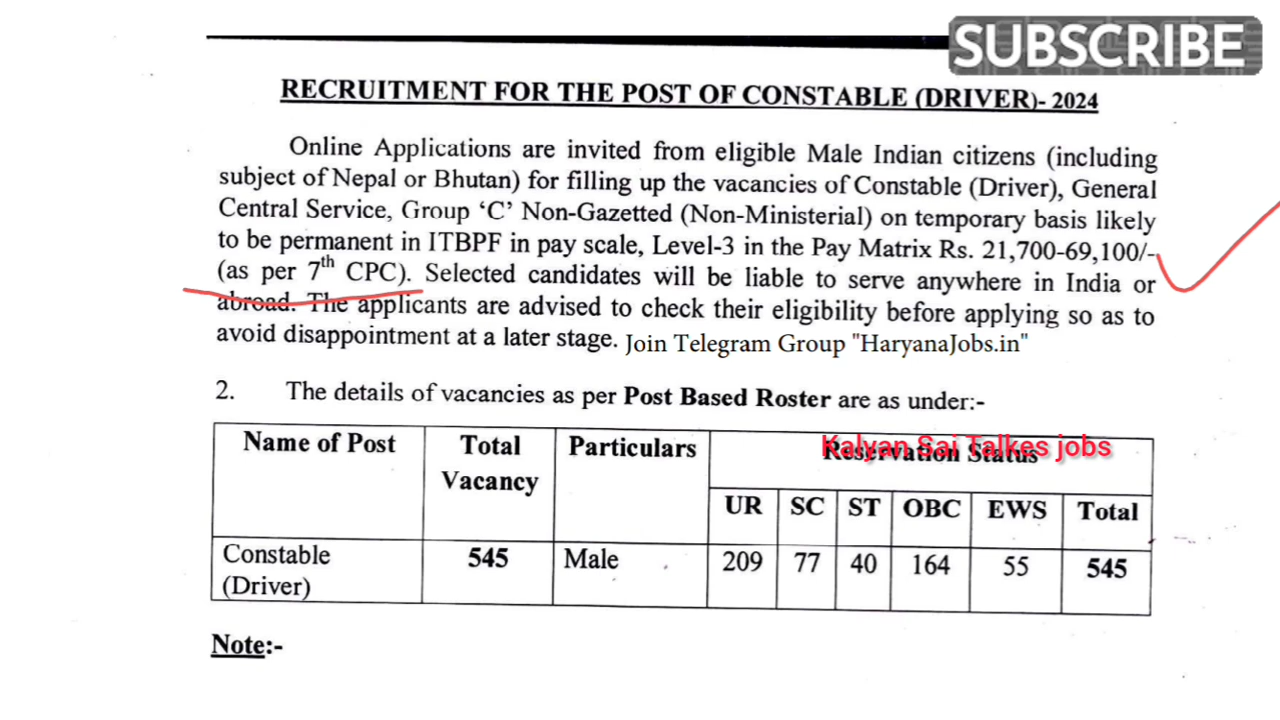 SUBSCRIBE
RECRUITMENT FOR THE POST OF CONSTABLE (DRIVER)- 2024
Online Applications are invited from eligible Male Indian citizens (including
subject of Nepal or Bhutan) for filling up the vacancies of Constable (Driver), General
Central Service, Group ‘C’ Non-Gazetted (Non-Ministerial) on temporary basis likely
to be permanent in ITBPF in pay scale, Level-3 in the Pay Matrix Rs. 21,700-69,100/-
(as per 7th CPC). Selected candidates will be liable to serve anywhere in India or
abroad. The applicants are advised to check their eligibility before applying so as to
avoid disappointment at a later stage. Join Telegram Group "HaryanaJobs.in"
2. The details of vacancies as per Post Based Roster are as under:-
Name of Post Total Particulars Reservation Status
Kalyan Sai Talkes jobs
Vacancy
UR SC ST OBC EWS Total
Constable 545 Male 209 77 40 164 55 545
(Driver)
Note:-